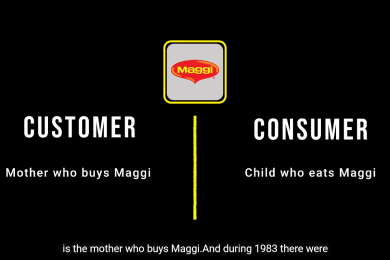 Maggi
CUSTOMER
CONSUMER
Mother who buys Maggi
Child who eats Maggi
is the mother who buys Maggi.And during 1983 there were